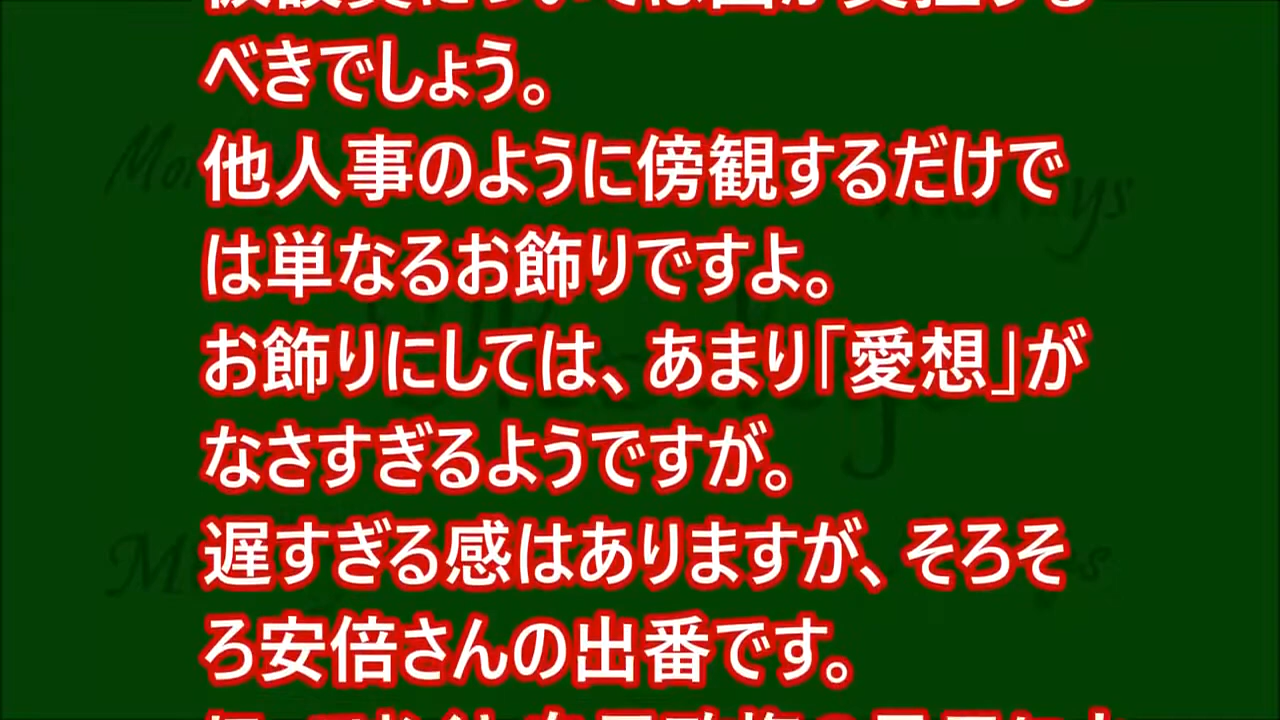 べきでしょう。
他人事のように傍観するだけで
は単なるお飾りですよ。
お飾りにしては、あまり「愛想」が
なさすぎるようですが。
遅すぎる感はありますが、そろそ
ろ安倍さんの出番です。